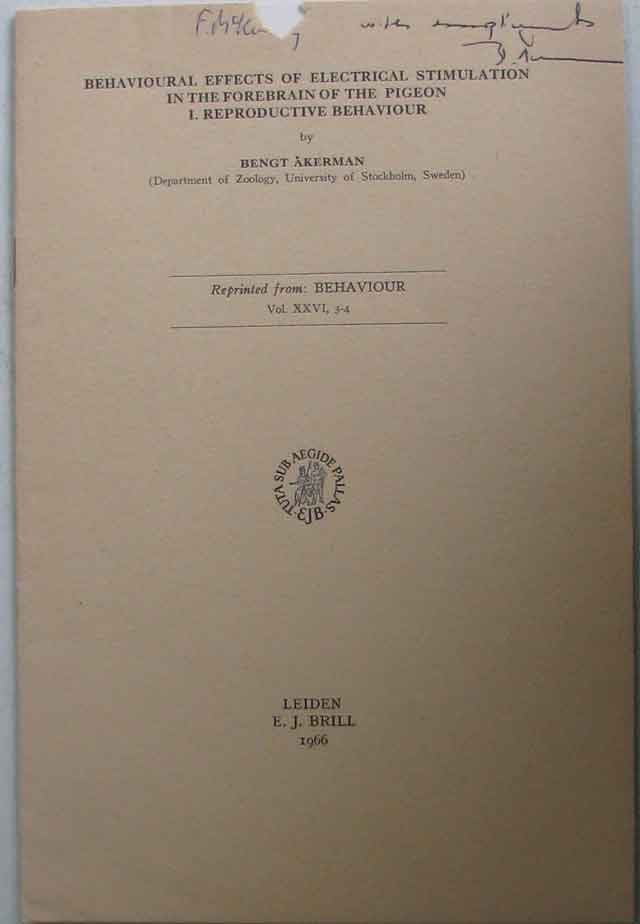 BEHAVIOURAL EFFECTS OF ELECTRICAL STIMULATION
IN THE FOREBRAIN OF THE PIGEON
I. REPRODUCTIVE BEHAVIOUR
by
BENGT ÅKERMAN
(Department of Zoology, University of Stockholm, Sweden)
Reprinted from: BEHAVIOUR
Vol. XXVI, 3-4
TUTA SUB AEGIDE PALLAS
EJB
LEIDEN
E. J. BRILL
1966